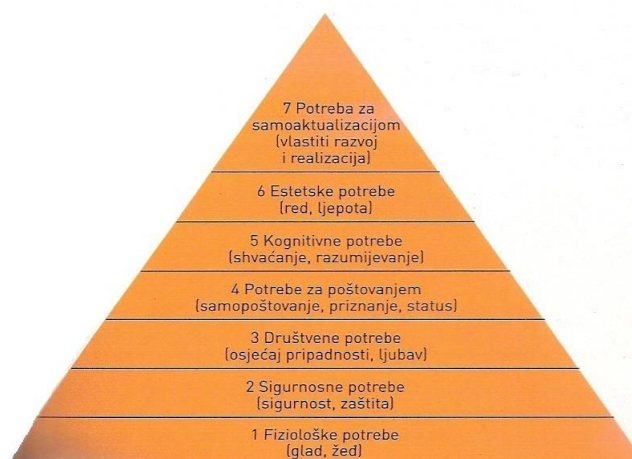 7 Potreba za
samoaktualizacijom
(vlastiti razvoj
i realizacija)
6 Estetske potrebe
(red, ljepota)
5 Kognitivne potrebe
(shvaćanje, razumijevanje)
4 Potrebe za poštovanjem
(samopoštovanje, priznanje, status)
3 Društvene potrebe
(osjećaj pripadnosti, ljubav)
2 Sigurnosne potrebe
(sigurnost, zaštita)
1 Fiziološke potrebe
(glad, žeđ)